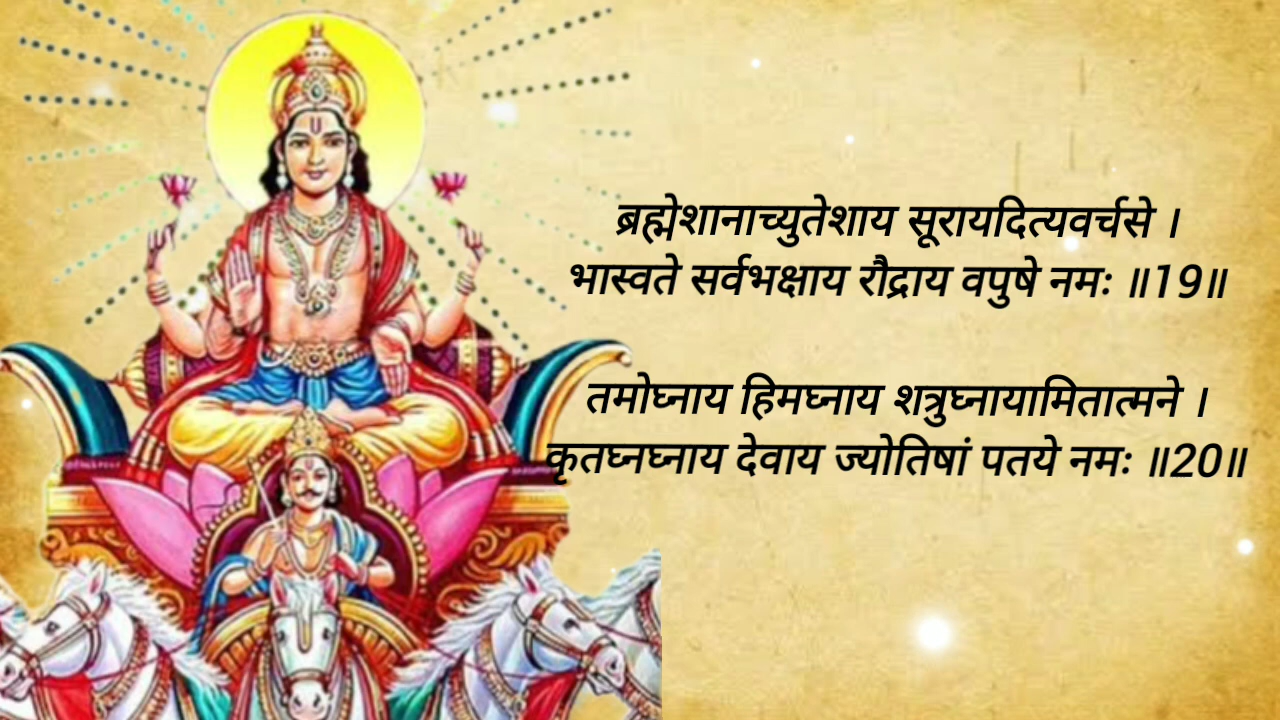 ब्रह्मेशानाच्युतेशाय सूरायदित्यवर्चसे ।
भास्वते सर्वभक्षाय रौद्राय वपुषे नमः ॥19॥
तमोघ्नाय हिमघ्नाय शत्रुघ्नायामितात्मने ।
कृतघ्नघ्नाय देवाय ज्योतिषां पतये नमः ॥20॥